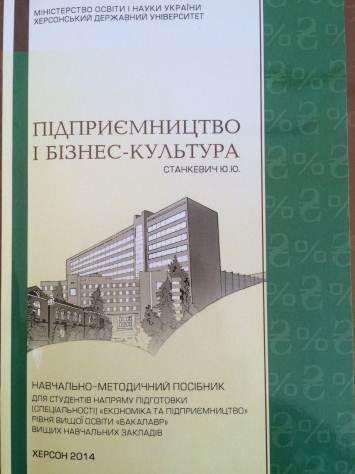 МІНІСТЕРСТВО ОСВІТИ І НАУКИ УКРАЇНИ
ХЕРСОНСЬКИЙ ДЕРЖАВНИЙ УНІВЕРСИТЕТ
ПІДПРИЄМНИЦТВО
І БІЗНЕС-КУЛЬТУРА
СТАНКЕВИЧ Ю.Ю.
НАВЧАЛЬНО-МЕТОДИЧНИЙ ПОСІБНИК
ДЛЯ СТУДЕНТІВ НАПРЯМУ ПІДГОТОВКИ
(СПЕЦІАЛЬНОСТІ) «ЕКОНОМІКА ТА ПІДПРИЄМНИЦТВО»
РІВНЯ ВИЩОЇ ОСВІТИ «БАКАЛАВР»
ВИЩИХ НАВЧАЛЬНИХ ЗАКЛАДІВ
ХЕРСОН 2014